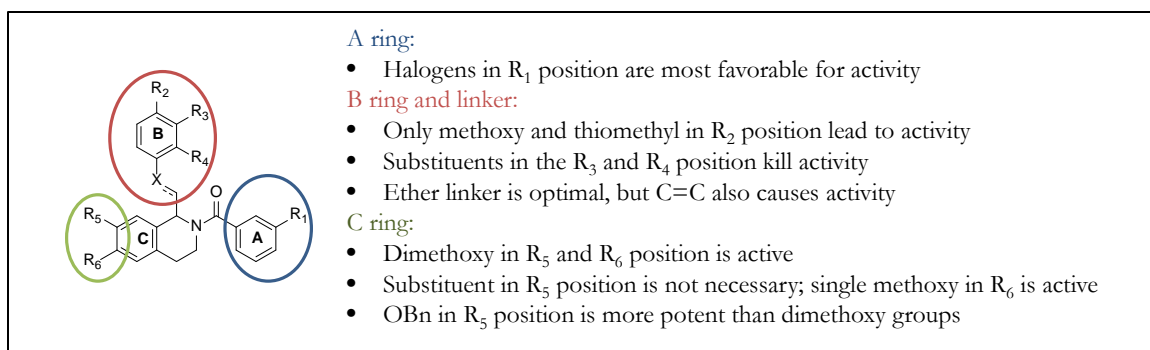 A ring:
• Halogens in R₁ position are most favorable for activity
B ring and linker:
• Only methoxy and thiomethyl in R₂ position lead to activity
• Substituents in the R₃ and R₄ position kill activity
• Ether linker is optimal, but C=C also causes activity
C ring:
• Dimethoxy in R₅ and R₆ position is active
• Substituent in R₅ position is not necessary; single methoxy in R₆ is active
• OBn in R₅ position is more potent than dimethoxy groups
R₂
R₃
B
R₄
X
O
R₅
R₁
C
N
A
R₆